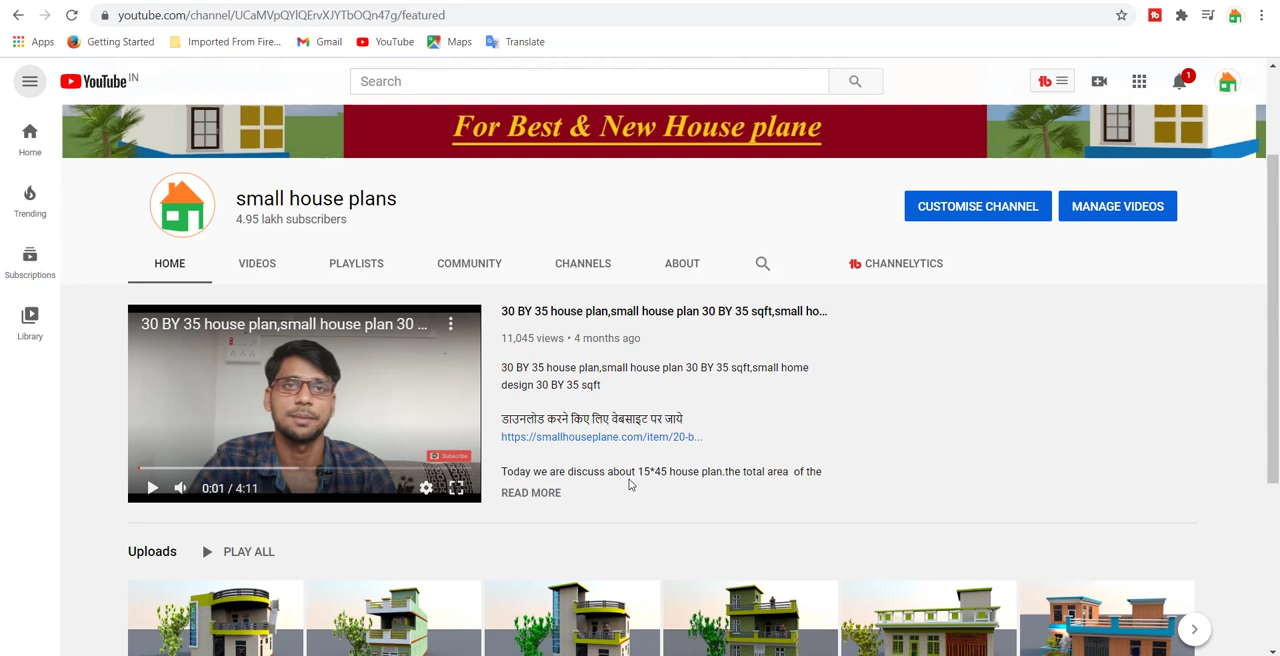 youtube.com/channel/UCaMVpQYlQErvXJYTbOQn47g/featured
Apps Getting Started Imported From Fire... Gmail YouTube Maps Translate
YouTube IN Search 1
For Best & New House plane
Home
Trending
Subscriptions
Library
small house plans
4.95 lakh subscribers
CUSTOMISE CHANNEL MANAGE VIDEOS
HOME VIDEOS PLAYLISTS COMMUNITY CHANNELS ABOUT CHANNELYTICS
30 BY 35 house plan,small house plan 30 ...
Subscribe
0:01 / 4:11
30 BY 35 house plan,small house plan 30 BY 35 sqft,small ho...
11,045 views • 4 months ago
30 BY 35 house plan,small house plan 30 BY 35 sqft,small home
design 30 BY 35 sqft
डाउनलोड करने किए लिए वेबसाइट पर जाये
https://smallhouseplane.com/item/20-b...
Today we are discuss about 15*45 house plan.the total area of the
READ MORE
Uploads PLAY ALL